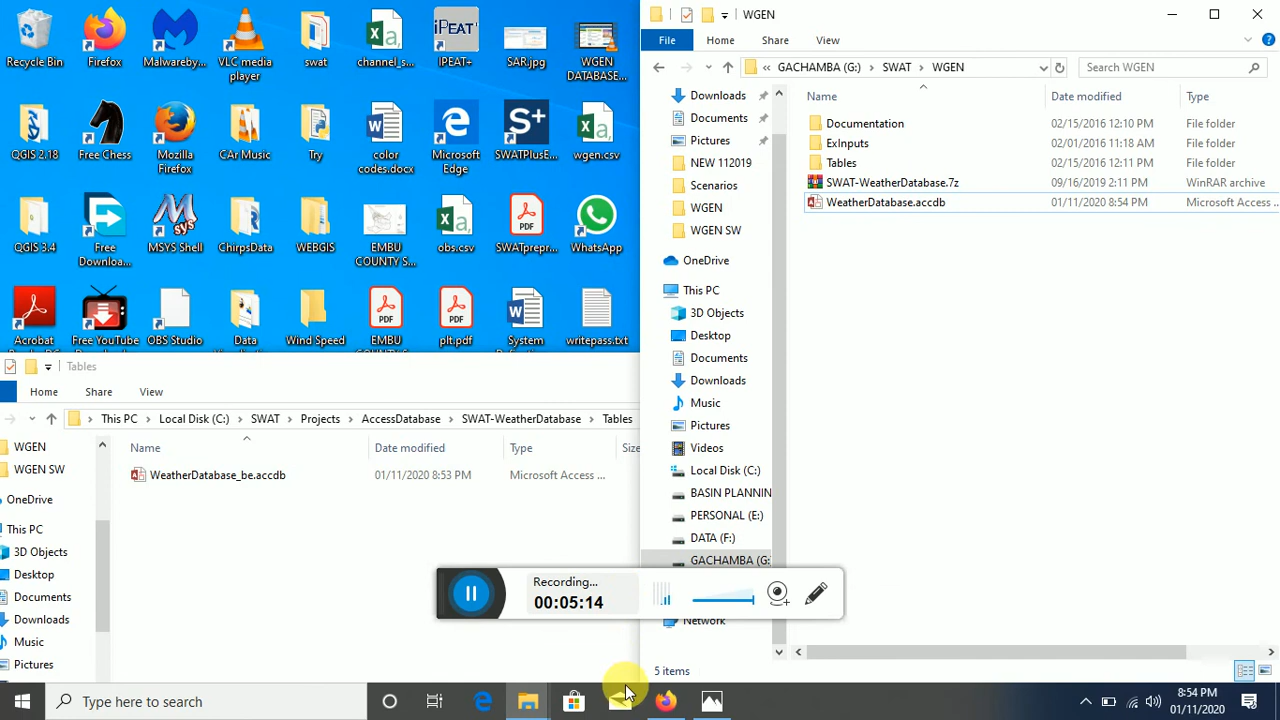 Recycle Bin
Firefox
Malwareby...
VLC media
player
swat
channel_s...
iPEAT
IPEAT+
SAR.jpg
WGEN
DATABASE...
QGIS 2.18
Free Chess
Mozilla
Firefox
CAr Music
Try
color
codes.docx
Microsoft
Edge
S+
SWATPlusE...
wgen.csv
QGIS 3.4
Free
Downloa...
MSYS Shell
ChirpsData
WEBGIS
EMBU
COUNTY S...
obs.csv
PDF
SWATprepr...
WhatsApp
Acrobat
Free YouTube
OBS Studio
Data
Wind Speed
PDF
EMBU
PDF
plt.pdf
System
writepass.txt
WGEN
File
Home
Share
View
« GACHAMBA (G:) › SWAT › WGEN
Search WGEN
Downloads
Documents
Pictures
NEW 112019
Scenarios
WGEN
WGEN SW
OneDrive
This PC
3D Objects
Desktop
Documents
Downloads
Music
Pictures
Videos
Local Disk (C:)
BASIN PLANNIN
PERSONAL (E:)
DATA (F:)
GACHAMBA (G:
Network
Name Date modified Type
Documentation 02/15/2016 12:10 PM File folder
ExInputs 02/01/2016 11:18 AM File folder
Tables 02/15/2016 12:11 PM File folder
SWAT-WeatherDatabase.7z 09/16/2019 2:11 PM WinRAR archive
WeatherDatabase.accdb 01/11/2020 8:54 PM Microsoft Access ...
5 items
Tables
Home
Share
View
› This PC › Local Disk (C:) › SWAT › Projects › AccessDatabase › SWAT-WeatherDatabase › Tables
WGEN
WGEN SW
OneDrive
This PC
3D Objects
Desktop
Documents
Downloads
Music
Pictures
Name Date modified Type Size
WeatherDatabase_be.accdb 01/11/2020 8:53 PM Microsoft Access ...
Recording...
00:05:14
Type here to search
8:54 PM
01/11/2020